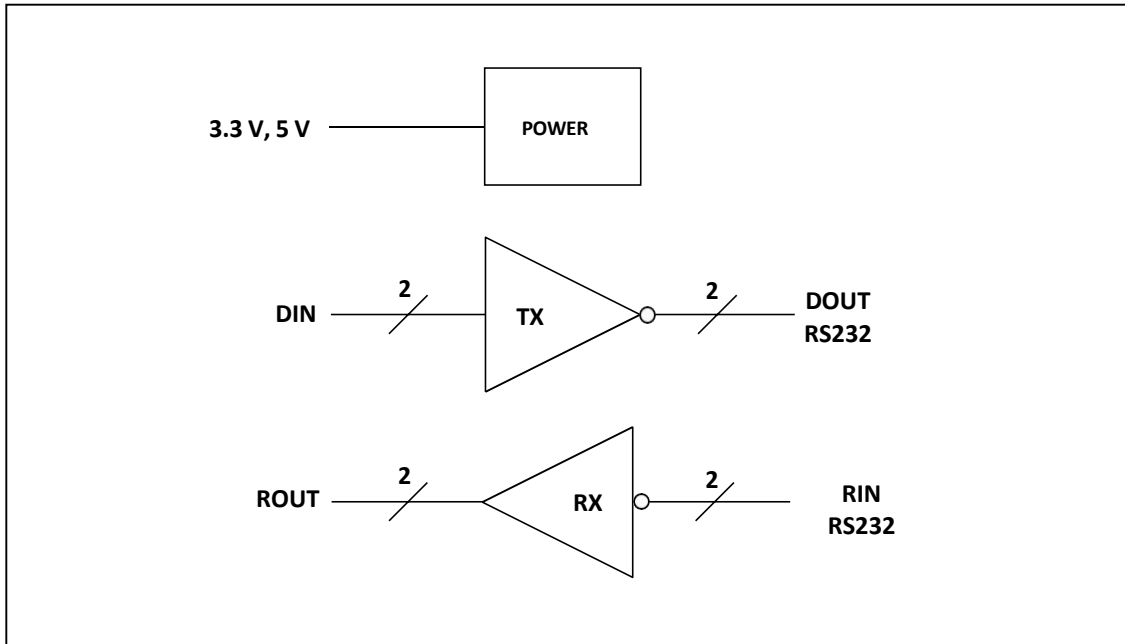 3.3 V, 5 V
POWER
2
2
DIN
TX
DOUT
RS232
2
2
ROUT
RX
RIN
RS232